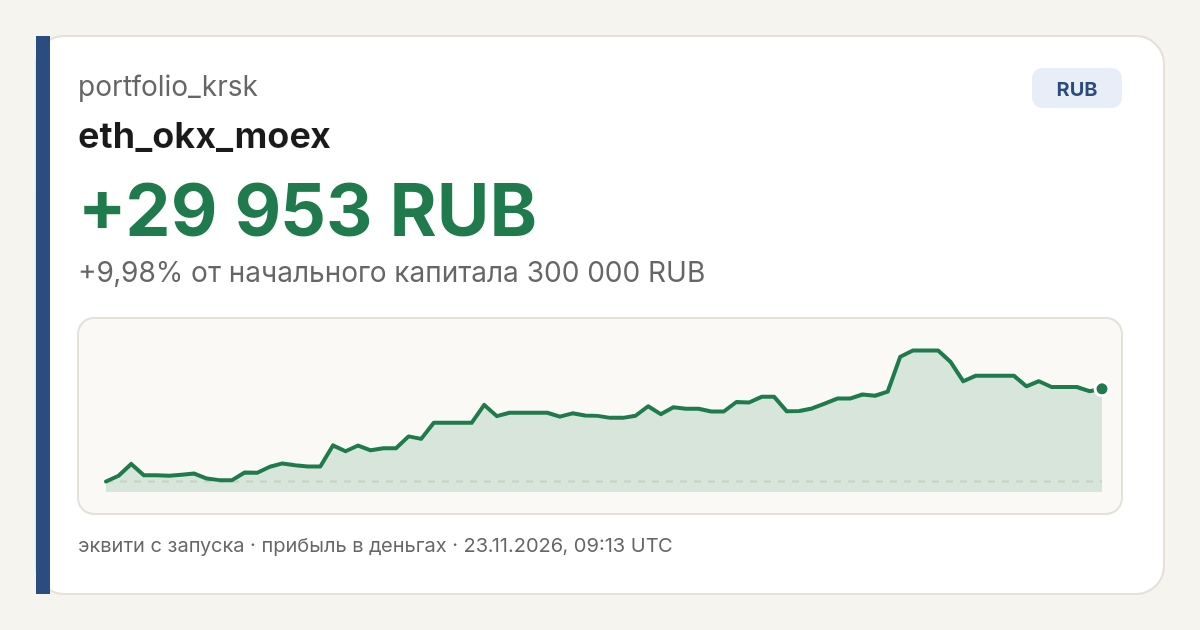 portfolio_krsk
RUB
eth_okx_moex
+29 953 RUB
+9,98% от начального капитала 300 000 RUB
эквити с запуска · прибыль в деньгах · 23.11.2026, 09:13 UTC